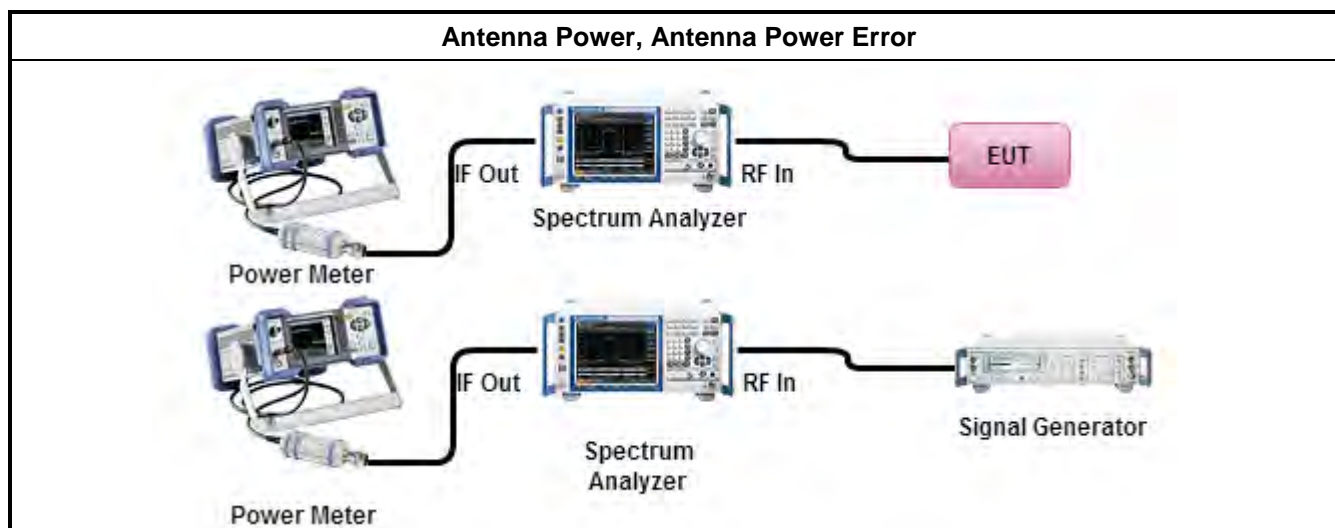 Antenna Power, Antenna Power Error
EUT
IF Out
RF In
Spectrum Analyzer
Power Meter
IF Out
RF In
Signal Generator
Spectrum
Analyzer
Power Meter